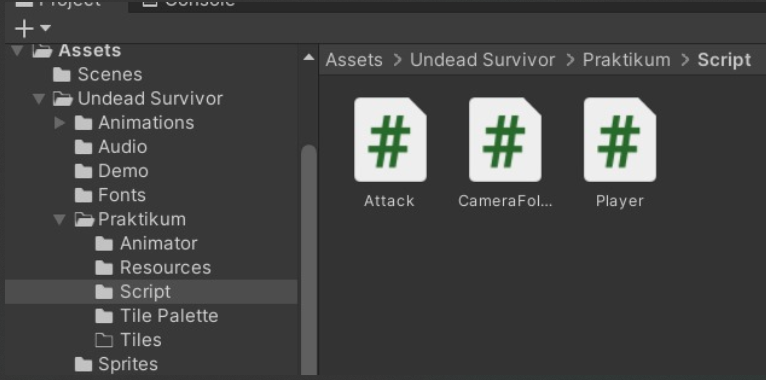 Project
Console
Assets
Scenes
Undead Survivor
Animations
Audio
Demo
Fonts
Praktikum
Animator
Resources
Script
Tile Palette
Tiles
Sprites
Assets > Undead Survivor > Praktikum > Script
Attack
CameraFol...
Player